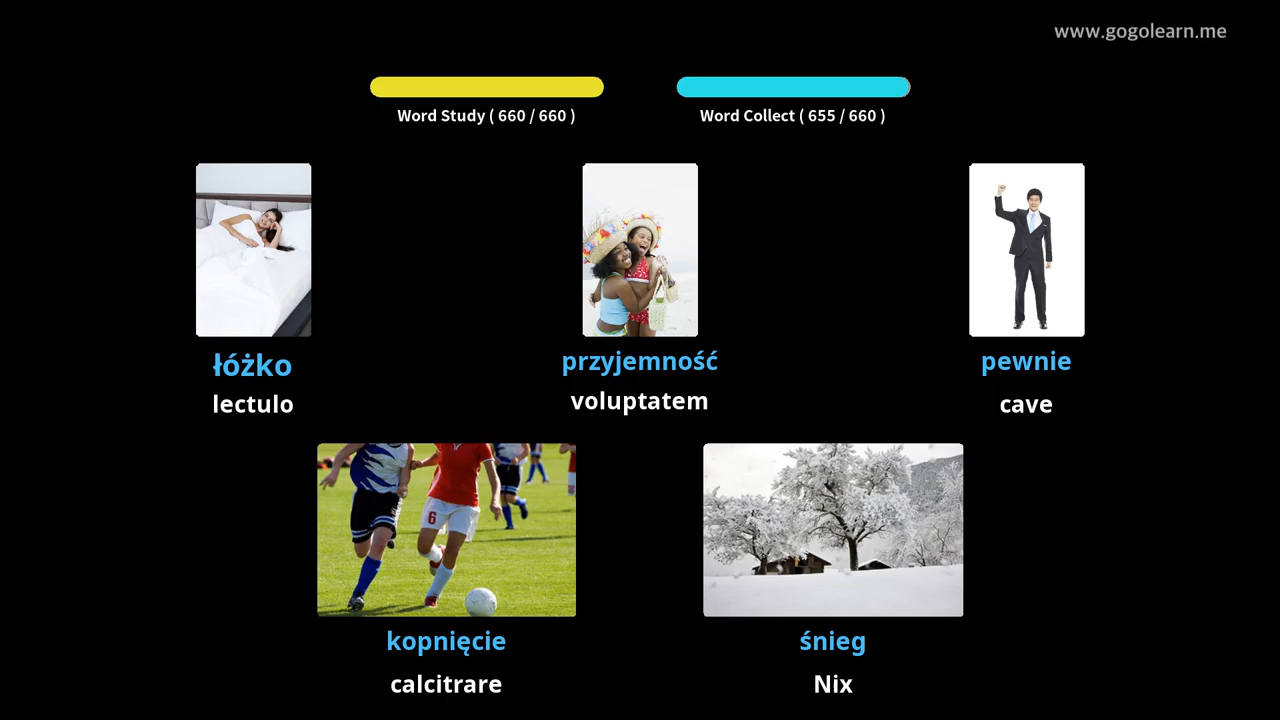 www.gogolearn.me
Word Study ( 660 / 660 )
Word Collect ( 655 / 660 )
łóżko
lectulo
przyjemność
voluptatem
pewnie
cave
6
kopnięcie
calcitrare
śnieg
Nix